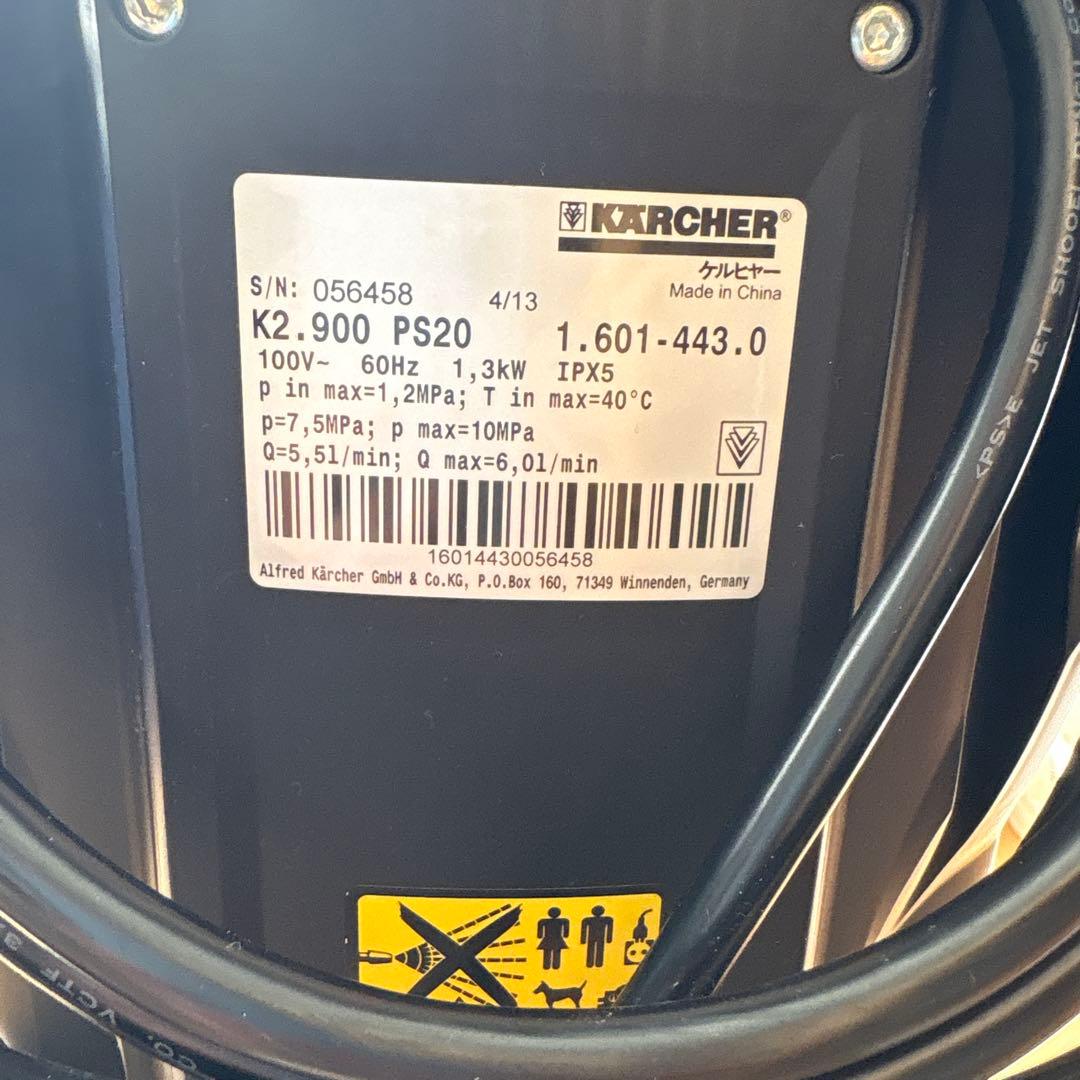 KÄRCHER®
ケルヒャー
Made in China
S/N: 056458 4/13
K2.900 PS20 1.601-443.0
100V~ 60Hz 1,3kW IPX5
p in max=1,2MPa; T in max=40°C
p=7,5MPa; p max=10MPa
Q=5,5l/min; Q max=6,0l/min
16014430056458
Alfred Kärcher GmbH & Co.KG, P.O.Box 160, 71349 Winnenden, Germany
<PS>E JET
VCTF
CO.